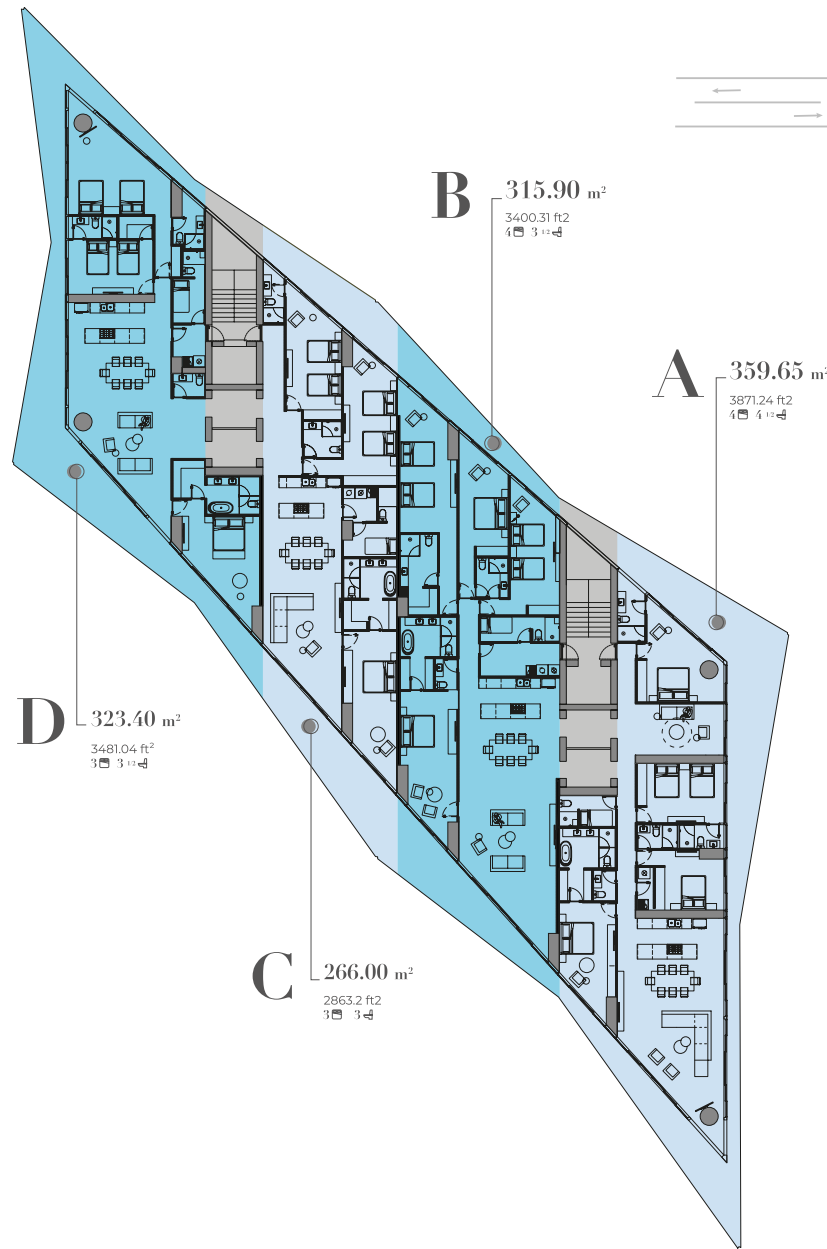 B 315.90 m²
3400.31 ft2
4 3 1/2
A 359.65 m²
3871.24 ft2
4 4 1/2
D 323.40 m²
3481.04 ft²
3 3 1/2
C 266.00 m²
2863.2 ft2
3 3